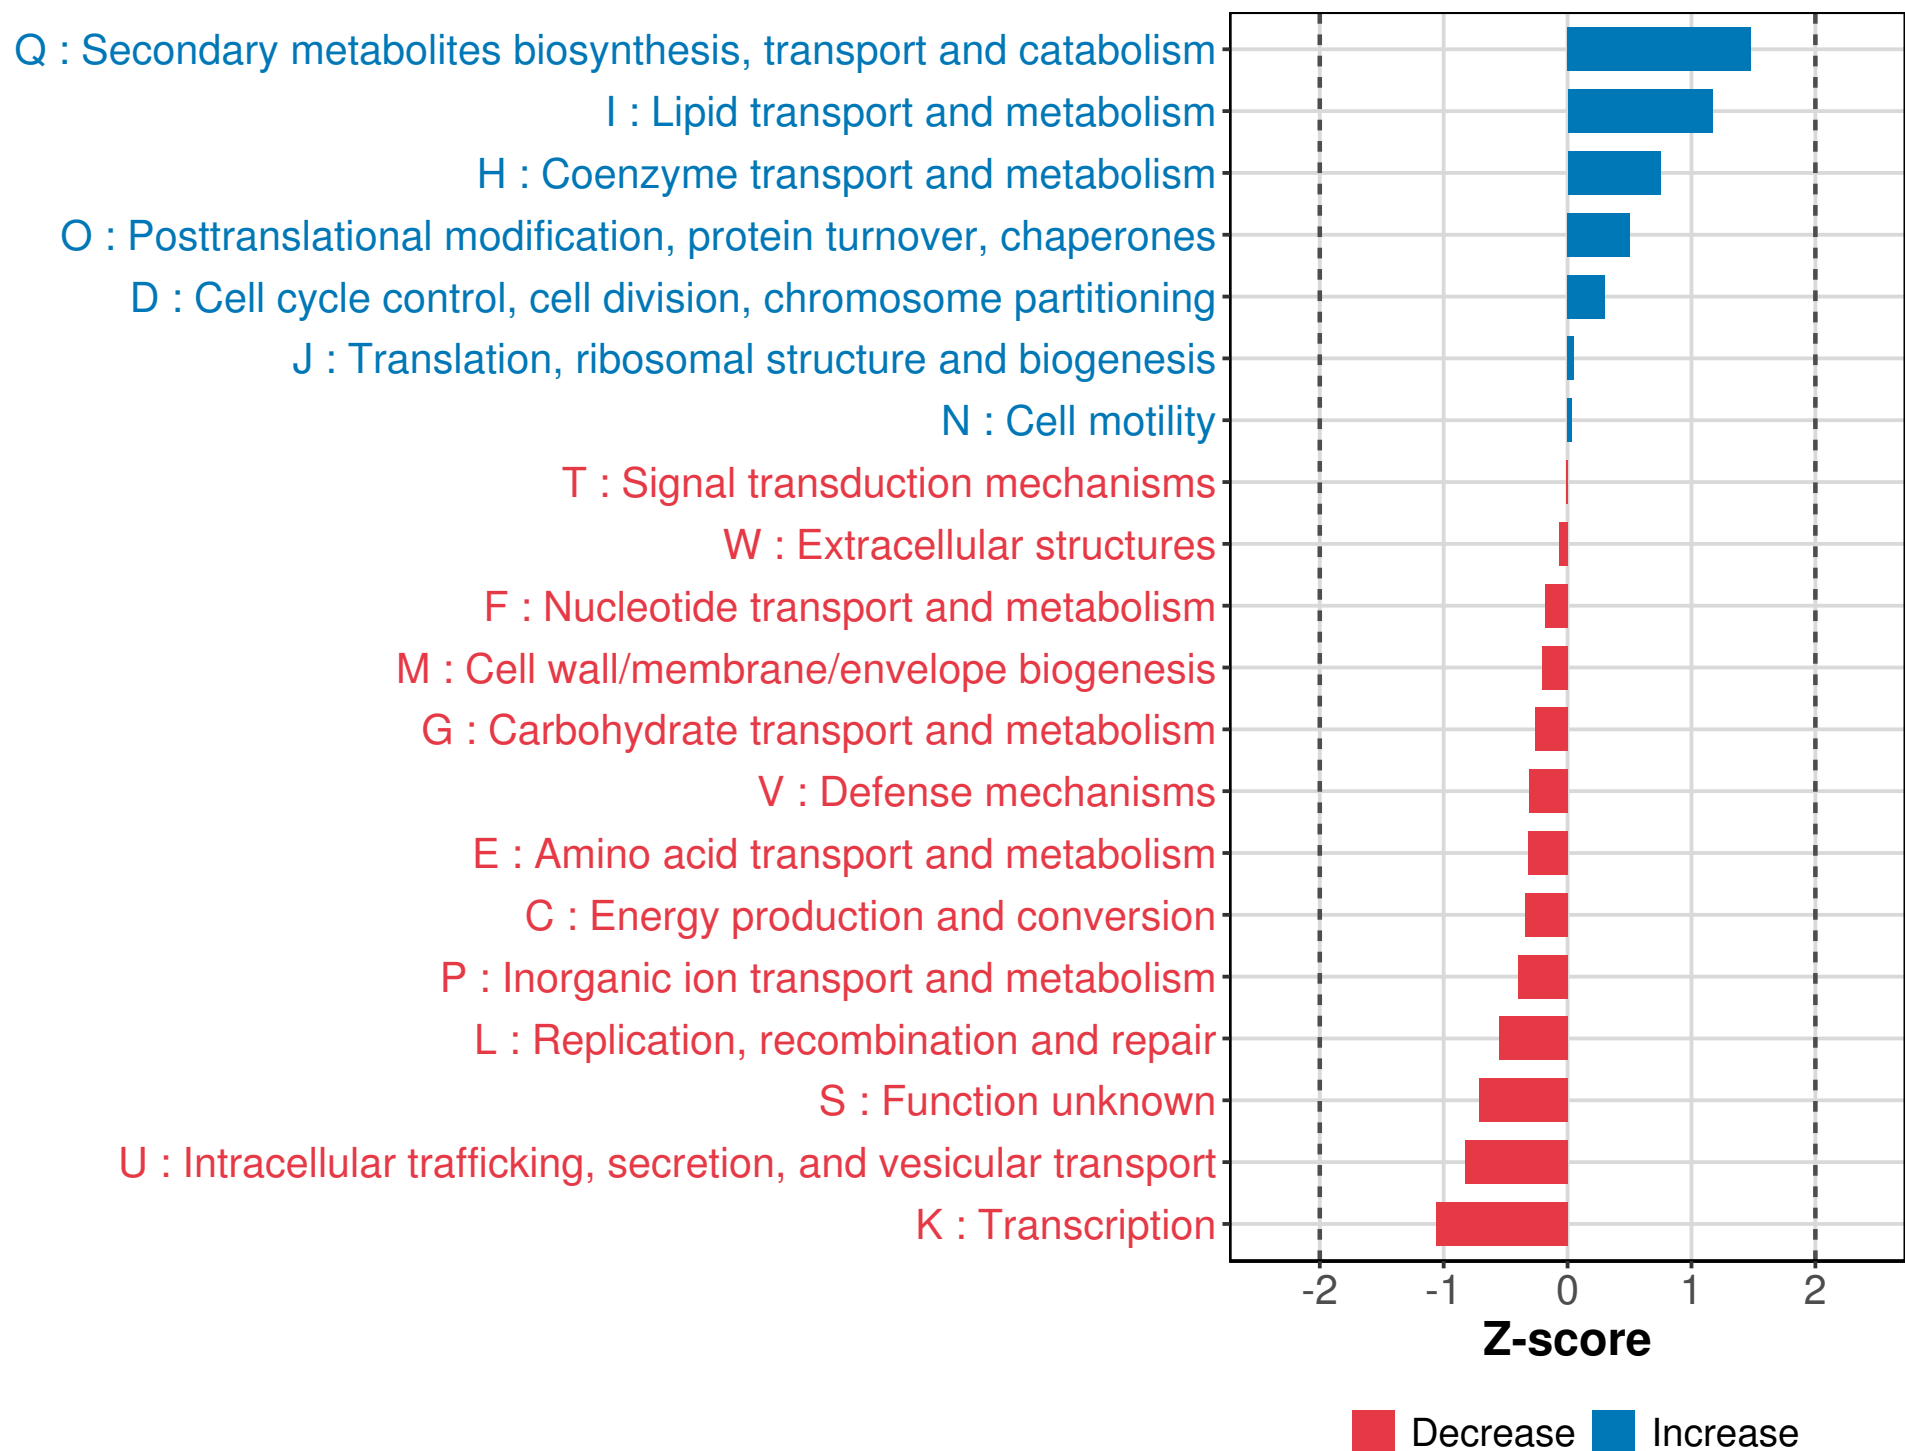 Q : Secondary metabolites biosynthesis, transport and catabolism
I : Lipid transport and metabolism
H : Coenzyme transport and metabolism
O : Posttranslational modification, protein turnover, chaperones
D : Cell cycle control, cell division, chromosome partitioning
J : Translation, ribosomal structure and biogenesis
N : Cell motility
T : Signal transduction mechanisms
W : Extracellular structures
F : Nucleotide transport and metabolism
M : Cell wall/membrane/envelope biogenesis
G : Carbohydrate transport and metabolism
V : Defense mechanisms
E : Amino acid transport and metabolism
C : Energy production and conversion
P : Inorganic ion transport and metabolism
L : Replication, recombination and repair
S : Function unknown
U : Intracellular trafficking, secretion, and vesicular transport
K : Transcription
-2 -1 0 1 2
Z-score
Decrease Increase